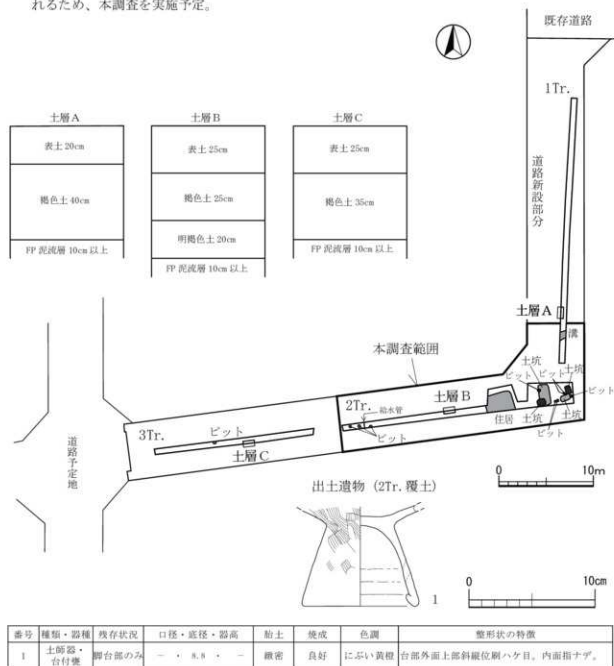 れるため、本調査を実施予定。
既存道路
1Tr.
道路新設部分
土層A
表土 20cm
褐色土 40cm
FP 泥流層 10cm 以上
土層B
表土 25cm
褐色土 25cm
明褐色土 20cm
FP 泥流層 10cm 以上
土層C
表土 25cm
褐色土 35cm
FP 泥流層 10cm 以上
土層A
溝
本調査範囲
土坑
ピット
ピット
土坑
ピット
土層B
2Tr.
給水管
住居
土坑
ピット
土坑
ピット
3Tr.
ピット
土層C
道路予定地
0 10m
出土遺物（2Tr. 覆土）
1
0 10cm
番号 種類・器種 残存状況 口径・底径・器高 胎土 焼成 色調 整形状の特徴
1 土師器・台付甕 脚台部のみ － ・ 8.8 ・ － 緻密 良好 にぶい黄橙 台部外面上部斜縦位刷ハケ目。内面指ナデ。